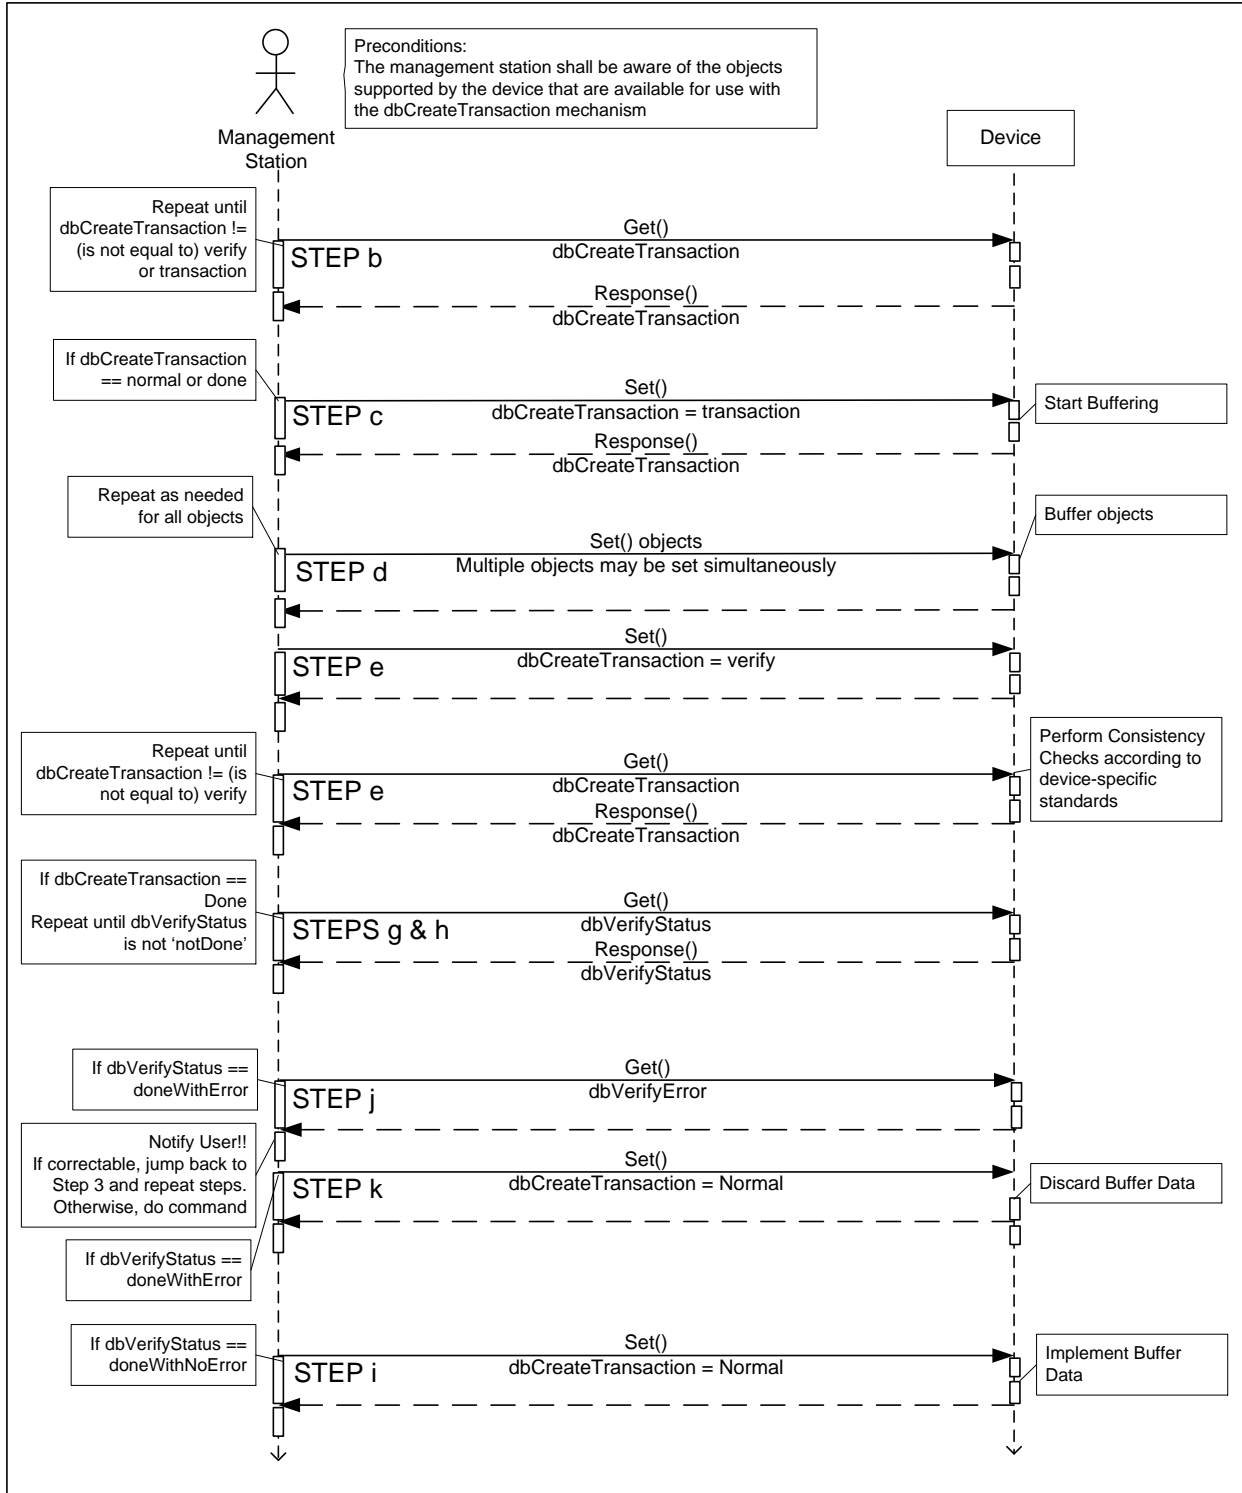 Preconditions:
The management station shall be aware of the objects
supported by the device that are available for use with
the dbCreateTransaction mechanism
Management
Station
Device
Repeat until
dbCreateTransaction !=
(is not equal to) verify
or transaction
Get()
dbCreateTransaction
STEP b
Response()
dbCreateTransaction
If dbCreateTransaction
== normal or done
Set()
dbCreateTransaction = transaction
STEP c
Start Buffering
Response()
dbCreateTransaction
Repeat as needed
for all objects
Buffer objects
Set() objects
Multiple objects may be set simultaneously
STEP d
Set()
dbCreateTransaction = verify
STEP e
Repeat until
dbCreateTransaction != (is
not equal to) verify
Get()
dbCreateTransaction
STEP e
Perform Consistency
Checks according to
device-specific
standards
Response()
dbCreateTransaction
If dbCreateTransaction ==
Done
Repeat until dbVerifyStatus
is not 'notDone'
Get()
dbVerifyStatus
STEPS g & h
Response()
dbVerifyStatus
If dbVerifyStatus ==
doneWithError
Get()
dbVerifyError
STEP j
Notify User!!
If correctable, jump back to
Step 3 and repeat steps.
Otherwise, do command
Set()
dbCreateTransaction = Normal
STEP k
Discard Buffer Data
If dbVerifyStatus ==
doneWithError
If dbVerifyStatus ==
doneWithNoError
Set()
dbCreateTransaction = Normal
STEP i
Implement Buffer
Data